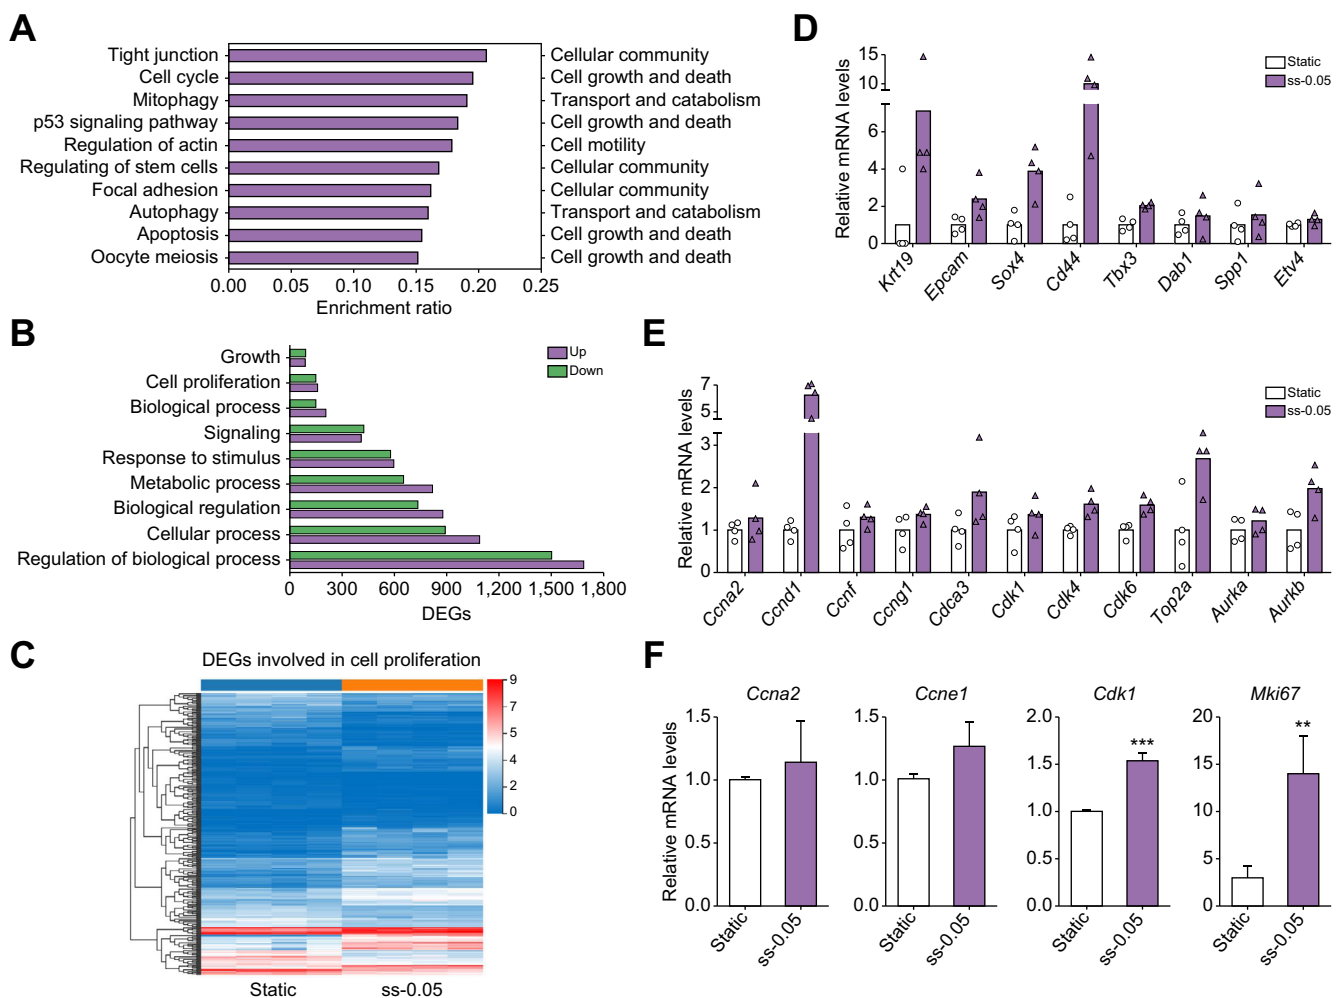 A
Tight junction
Cell cycle
Mitophagy
p53 signaling pathway
Regulation of actin
Regulating of stem cells
Focal adhesion
Autophagy
Apoptosis
Oocyte meiosis
Cellular community
Cell growth and death
Transport and catabolism
Cell growth and death
Cell motility
Cellular community
Cellular community
Transport and catabolism
Cell growth and death
Cell growth and death
0.00 0.05 0.10 0.15 0.20 0.25
Enrichment ratio
B
Growth
Cell proliferation
Biological process
Signaling
Response to stimulus
Metabolic process
Biological regulation
Cellular process
Regulation of biological process
Up
Down
0 300 600 900 1,200 1,500 1,800
DEGs
C
DEGs involved in cell proliferation
9
7
5
4
2
0
Static ss-0.05
D
Relative mRNA levels
15
10
6
4
2
0
Static
ss-0.05
Krt19 Epcam Sox4 Cd44 Tbx3 Dab1 Spp1 Etv4
E
Relative mRNA levels
7
5
3
2
1
0
Static
ss-0.05
Ccna2 Ccnd1 Ccnf Ccng1 Cdca3 Cdk1 Cdk4 Cdk6 Top2a Aurka Aurkb
F
Relative mRNA levels
Ccna2
1.5
1.0
0.5
0.0
Static ss-0.05
Ccne1
1.5
1.0
0.5
0.0
Static ss-0.05
Cdk1
2.0
1.5
1.0
0.5
0.0
***
Static ss-0.05
Mki67
20
15
10
5
0
**
Static ss-0.05